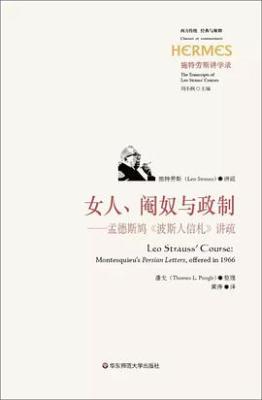 西方传统 经典与解释
Classici et commentarii
HERMES
施特劳斯讲学录
The Transcripts of
Leo Strauss' Courses
刘小枫●主编
施特劳斯（Leo Strauss）●讲疏
女人、阉奴与政制
——孟德斯鸠《波斯人信札》讲疏
Leo Strauss' Course:
Montesquieu's Persian Letters, offered in 1966
潘戈（Thomas L. Pangle）●整理
黄涛●译
华东师范大学出版社